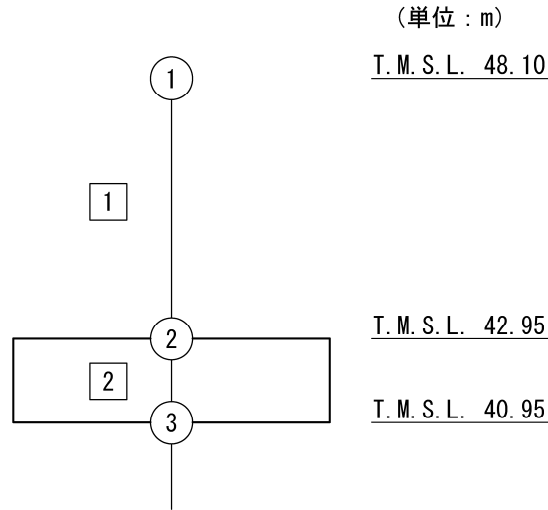 (単位：m)
① T.M.S.L. 48.10
1
② T.M.S.L. 42.95
2
③ T.M.S.L. 40.95